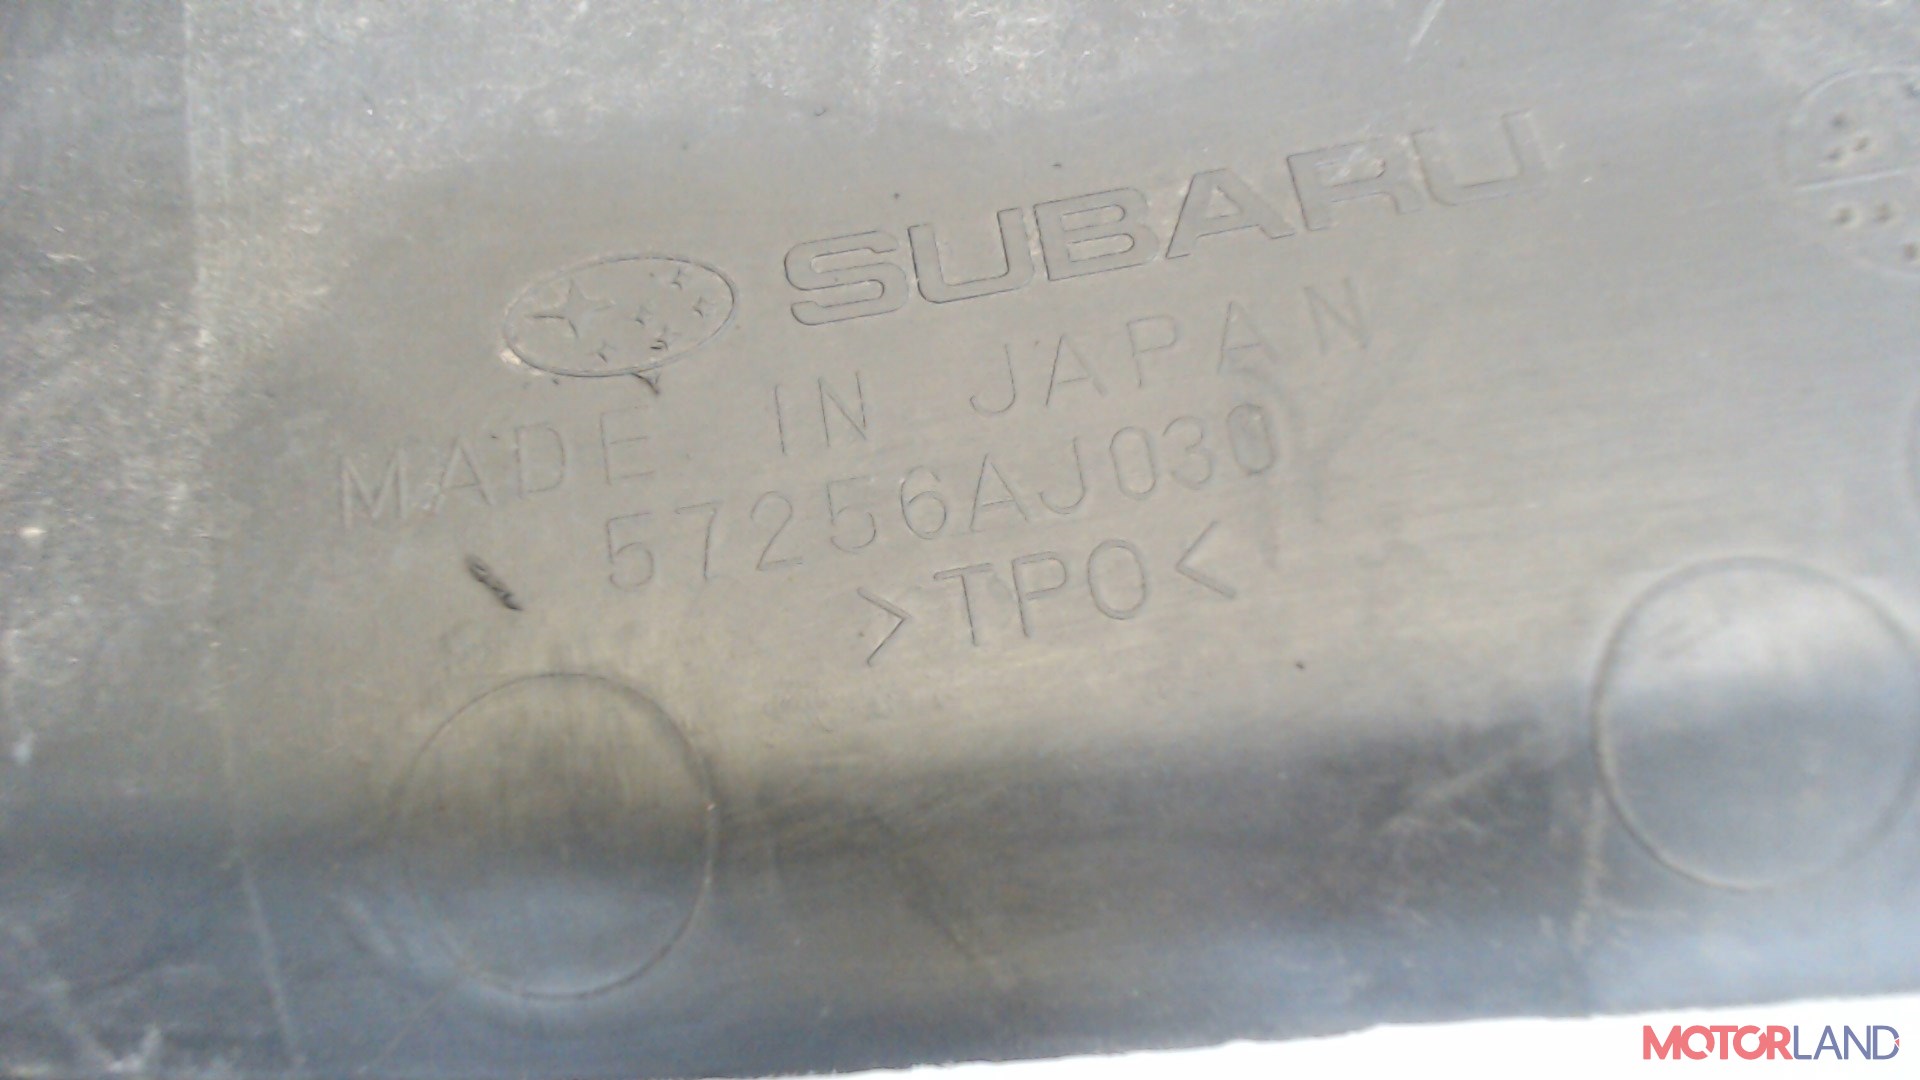 SUBARU
MADE IN JAPAN
57256AJ030
>TPO<
MOTORLAND